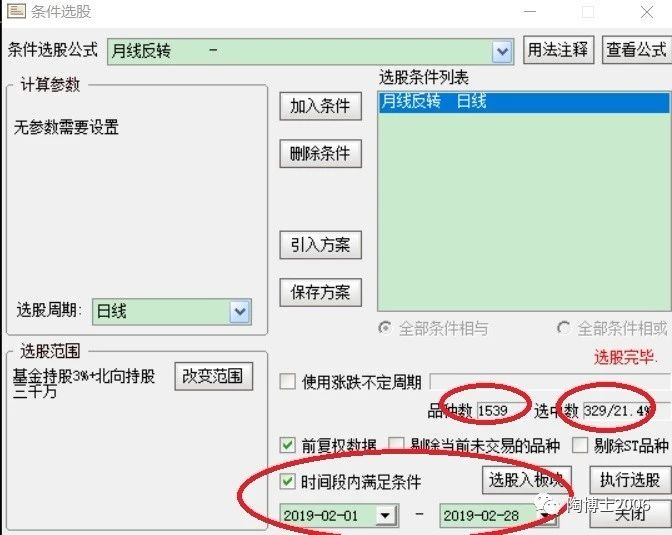 条件选股
条件选股公式 月线反转 - 用法注释 查看公式
计算参数
无参数需要设置
选股周期: 日线
加入条件
删除条件
引入方案
保存方案
选股条件列表
月线反转 日线
全部条件相与 全部条件相或
选股范围
基金持股3%+北向持股
三千万
改变范围
选股完毕.
使用涨跌不定周期
品种数 1539 选中数 329/21.4%
前复权数据 剔除当前未交易的品种 剔除ST品种
时间段内满足条件 选股入板块 执行选股
2019-02-01 - 2019-02-28 关闭
陶博士2006